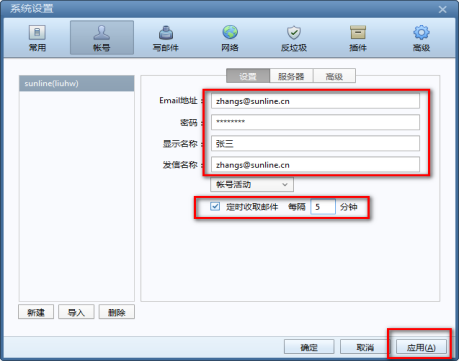 系统设置
常用 帐号 写邮件 网络 反垃圾 插件 高级
sunline(liuhw)
设置 服务器 高级
Email地址: zhangs@sunline.cn
密码: ********
显示名称: 张三
发信名称: zhangs@sunline.cn
帐号活动
定时收取邮件 每隔 5 分钟
新建 导入 删除
确定 取消 应用(A)